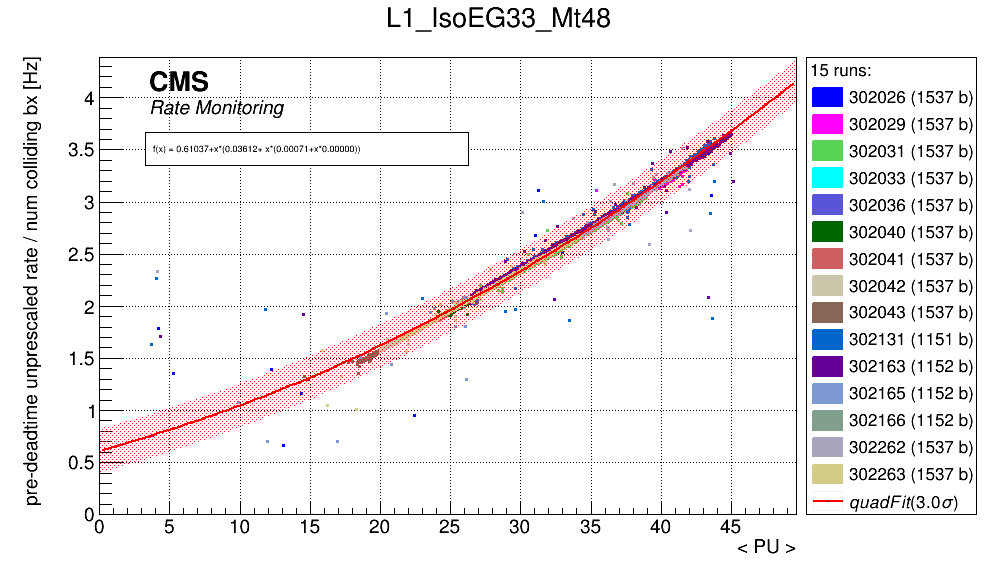 L1_IsoEG33_Mt48
pre-deadtime unprescaled rate / num colliding bx [Hz]
CMS
Rate Monitoring
f(x) = 0.61037+x*(0.03612+ x*(0.00071+x*0.00000))
4
3.5
3
2.5
2
1.5
1
0.5
0
0 5 10 15 20 25 30 35 40 45
< PU >
15 runs:
302026 (1537 b)
302029 (1537 b)
302031 (1537 b)
302033 (1537 b)
302036 (1537 b)
302040 (1537 b)
302041 (1537 b)
302042 (1537 b)
302043 (1537 b)
302131 (1151 b)
302163 (1152 b)
302165 (1152 b)
302166 (1152 b)
302262 (1537 b)
302263 (1537 b)
quadFit(3.0σ)